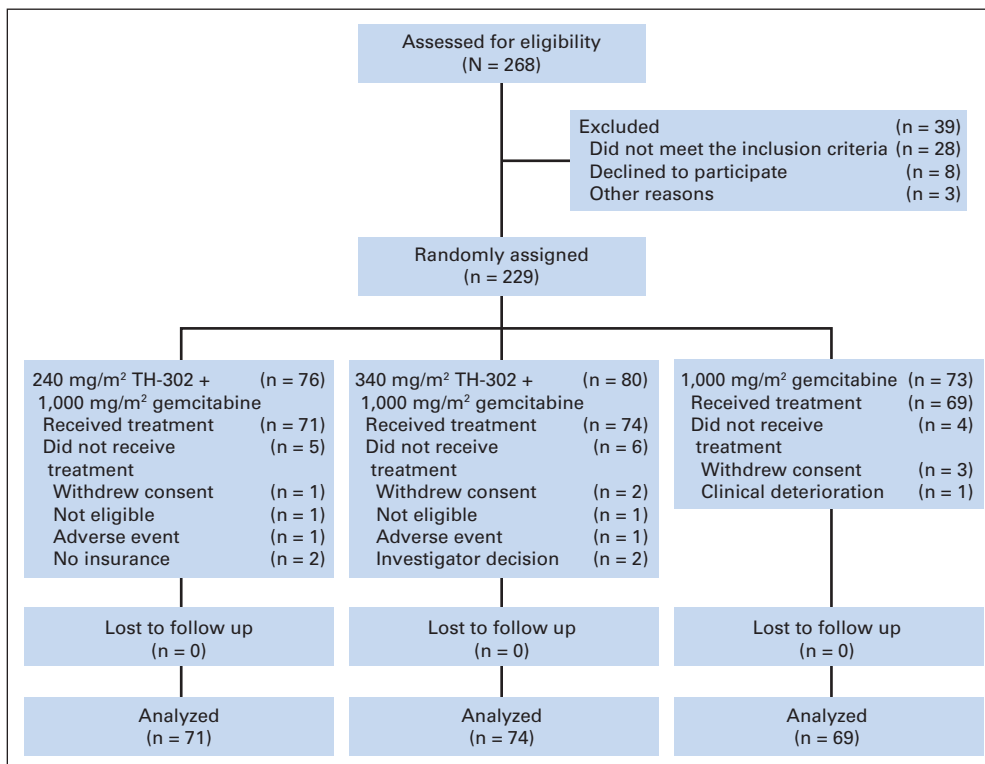 Assessed for eligibility
(N = 268)
Excluded (n = 39)
Did not meet the inclusion criteria (n = 28)
Declined to participate (n = 8)
Other reasons (n = 3)
Randomly assigned
(n = 229)
240 mg/m² TH-302 + (n = 76)
1,000 mg/m² gemcitabine
Received treatment (n = 71)
Did not receive (n = 5)
treatment
Withdrew consent (n = 1)
Not eligible (n = 1)
Adverse event (n = 1)
No insurance (n = 2)
340 mg/m² TH-302 + (n = 80)
1,000 mg/m² gemcitabine
Received treatment (n = 74)
Did not receive (n = 6)
treatment
Withdrew consent (n = 2)
Not eligible (n = 1)
Adverse event (n = 1)
Investigator decision (n = 2)
1,000 mg/m² gemcitabine (n = 73)
Received treatment (n = 69)
Did not receive (n = 4)
treatment
Withdrew consent (n = 3)
Clinical deterioration (n = 1)
Lost to follow up
(n = 0)
Lost to follow up
(n = 0)
Lost to follow up
(n = 0)
Analyzed
(n = 71)
Analyzed
(n = 74)
Analyzed
(n = 69)